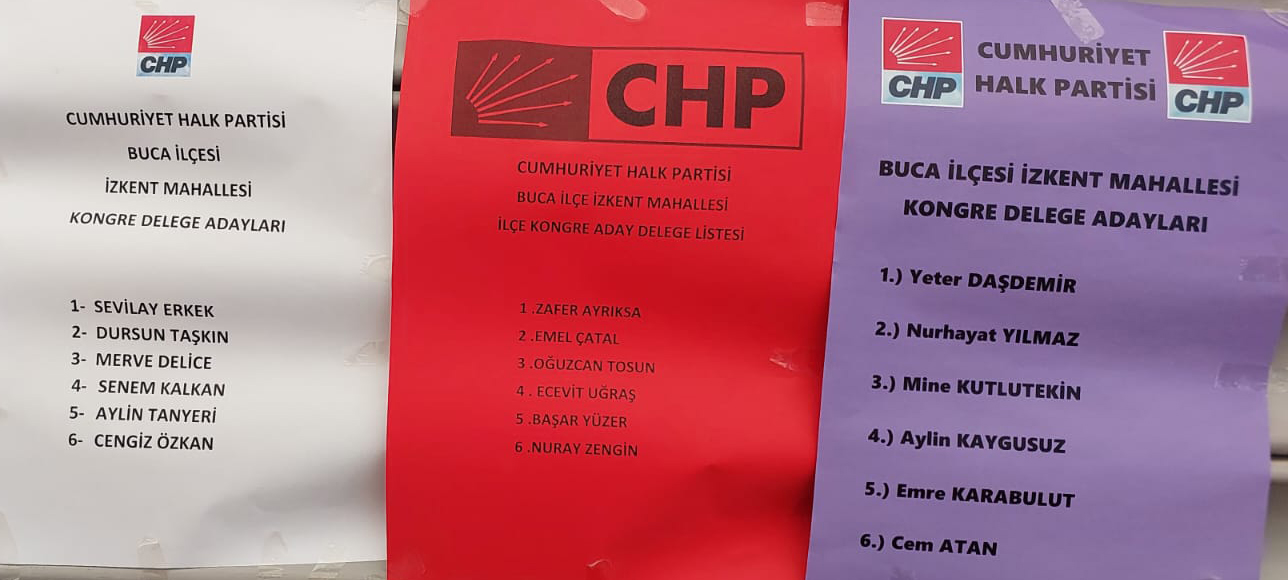 CHP
CUMHURİYET HALK PARTİSİ
BUCA İLÇESİ
İZKENT MAHALLESİ
KONGRE DELEGE ADAYLARI
1- SEVİLAY ERKEK
2- DURSUN TAŞKIN
3- MERVE DELİCE
4- SENEM KALKAN
5- AYLİN TANYERİ
6- CENGİZ ÖZKAN
CHP
CUMHURİYET HALK PARTİSİ
BUCA İLÇE İZKENT MAHALLESİ
İLÇE KONGRE ADAY DELEGE LİSTESİ
1 .ZAFER AYRIKSA
2 .EMEL ÇATAL
3 .OĞUZCAN TOSUN
4 . ECEVİT UĞRAŞ
5 .BAŞAR YÜZER
6 .NURAY ZENGİN
CHP
CUMHURİYET
HALK PARTİSİ
CHP
BUCA İLÇESİ İZKENT MAHALLESİ
KONGRE DELEGE ADAYLARI
1.) Yeter DAŞDEMİR
2.) Nurhayat YILMAZ
3.) Mine KUTLUTEKİN
4.) Aylin KAYGUSUZ
5.) Emre KARABULUT
6.) Cem ATAN